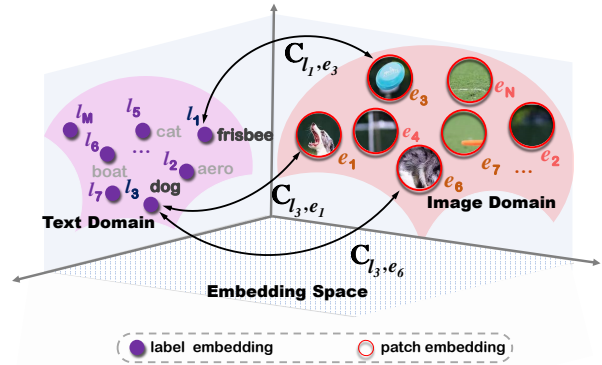 C_{l_1,e_3}
l_M
l_5
l_1
e_3
e_N
cat
frisbee
l_6
...
l_2
e_1
e_4
e_7
e_2
boat
aero
e_6
...
l_7
l_3
dog
Text Domain
C_{l_3,e_1}
Image Domain
C_{l_3,e_6}
Embedding Space
label embedding
patch embedding